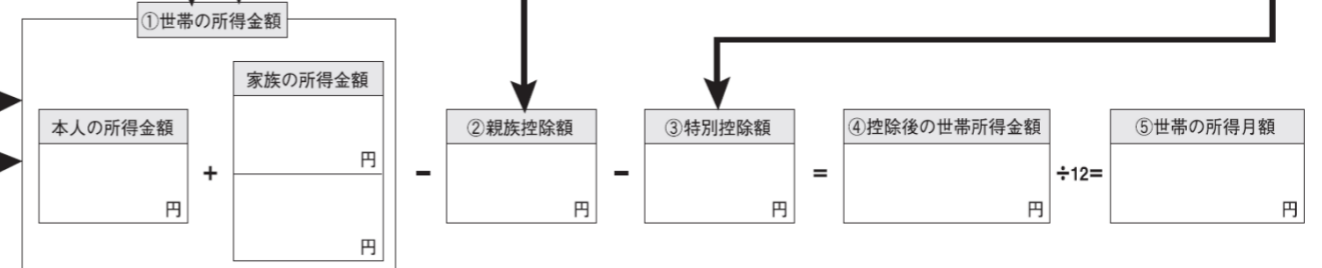 ①世帯の所得金額
本人の所得金額
円
+
家族の所得金額
円
円
-
②親族控除額
円
-
③特別控除額
円
=
④控除後の世帯所得金額
円
÷12=
⑤世帯の所得月額
円